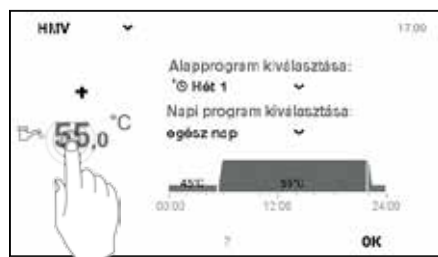 HMV
17:00
Alapprogram kiválasztása:
Hét 1
Napi program kiválasztása:
egész nap
+
55,0 °C
45°C
55°C
00:00 12:00 24:00
?
OK